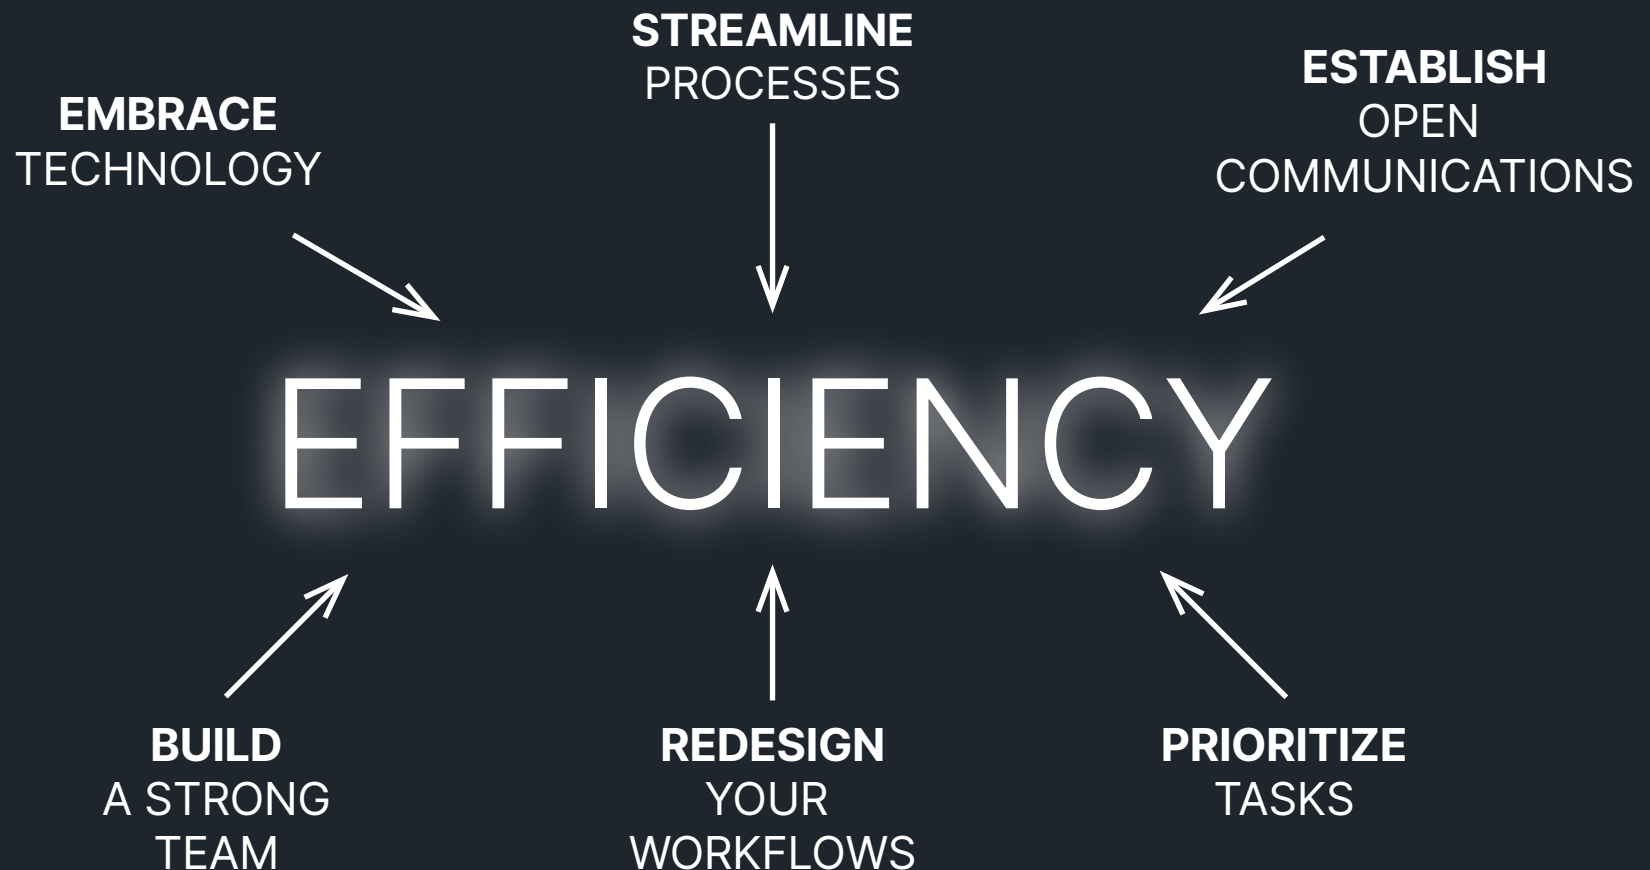 STREAMLINE
PROCESSES
EMBRACE
TECHNOLOGY
ESTABLISH
OPEN
COMMUNICATIONS
EFFICIENCY
BUILD
A STRONG
TEAM
REDESIGN
YOUR
WORKFLOWS
PRIORITIZE
TASKS